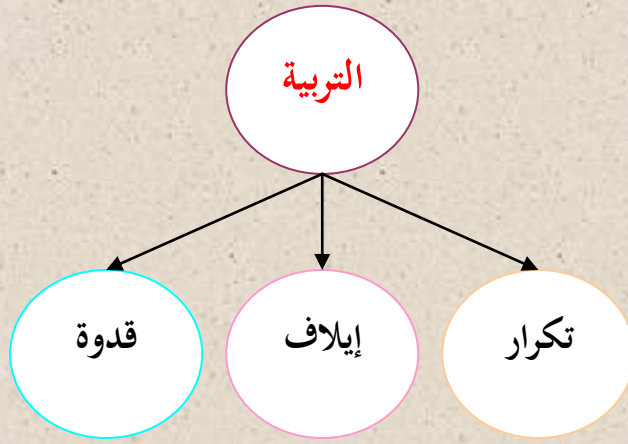 التربية
تكرار
إيلاف
قدوة